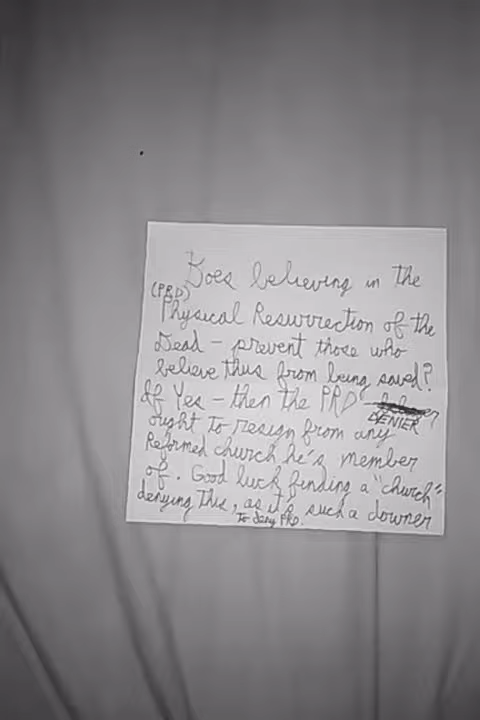 Does believing in the
(PRD)
Physical Resurrection of the
Dead - prevent those who
believe thus from being saved?
If Yes - then the PRD
DENIER
ought to resign from any
Reformed church he's member
of. Good luck finding a "church"
denying this, as it's such a downer
To deny PRD.